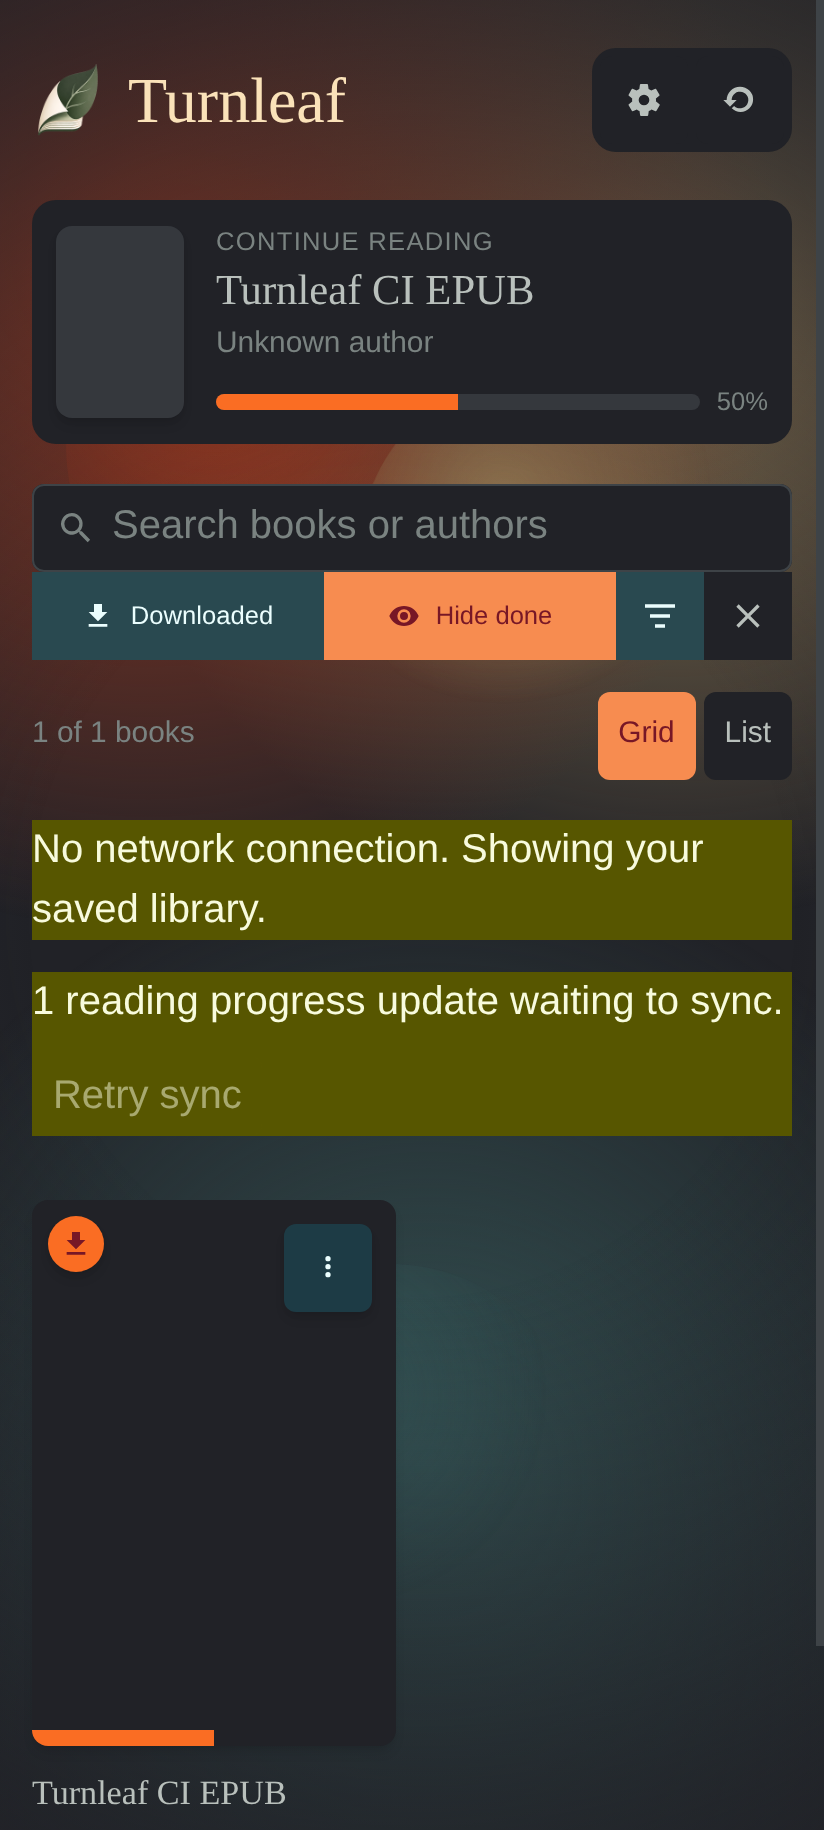 Turnleaf
CONTINUE READING
Turnleaf CI EPUB
Unknown author
50%
Search books or authors
Downloaded
Hide done
1 of 1 books
Grid
List
No network connection. Showing your
saved library.
1 reading progress update waiting to sync.
Retry sync
Turnleaf CI EPUB